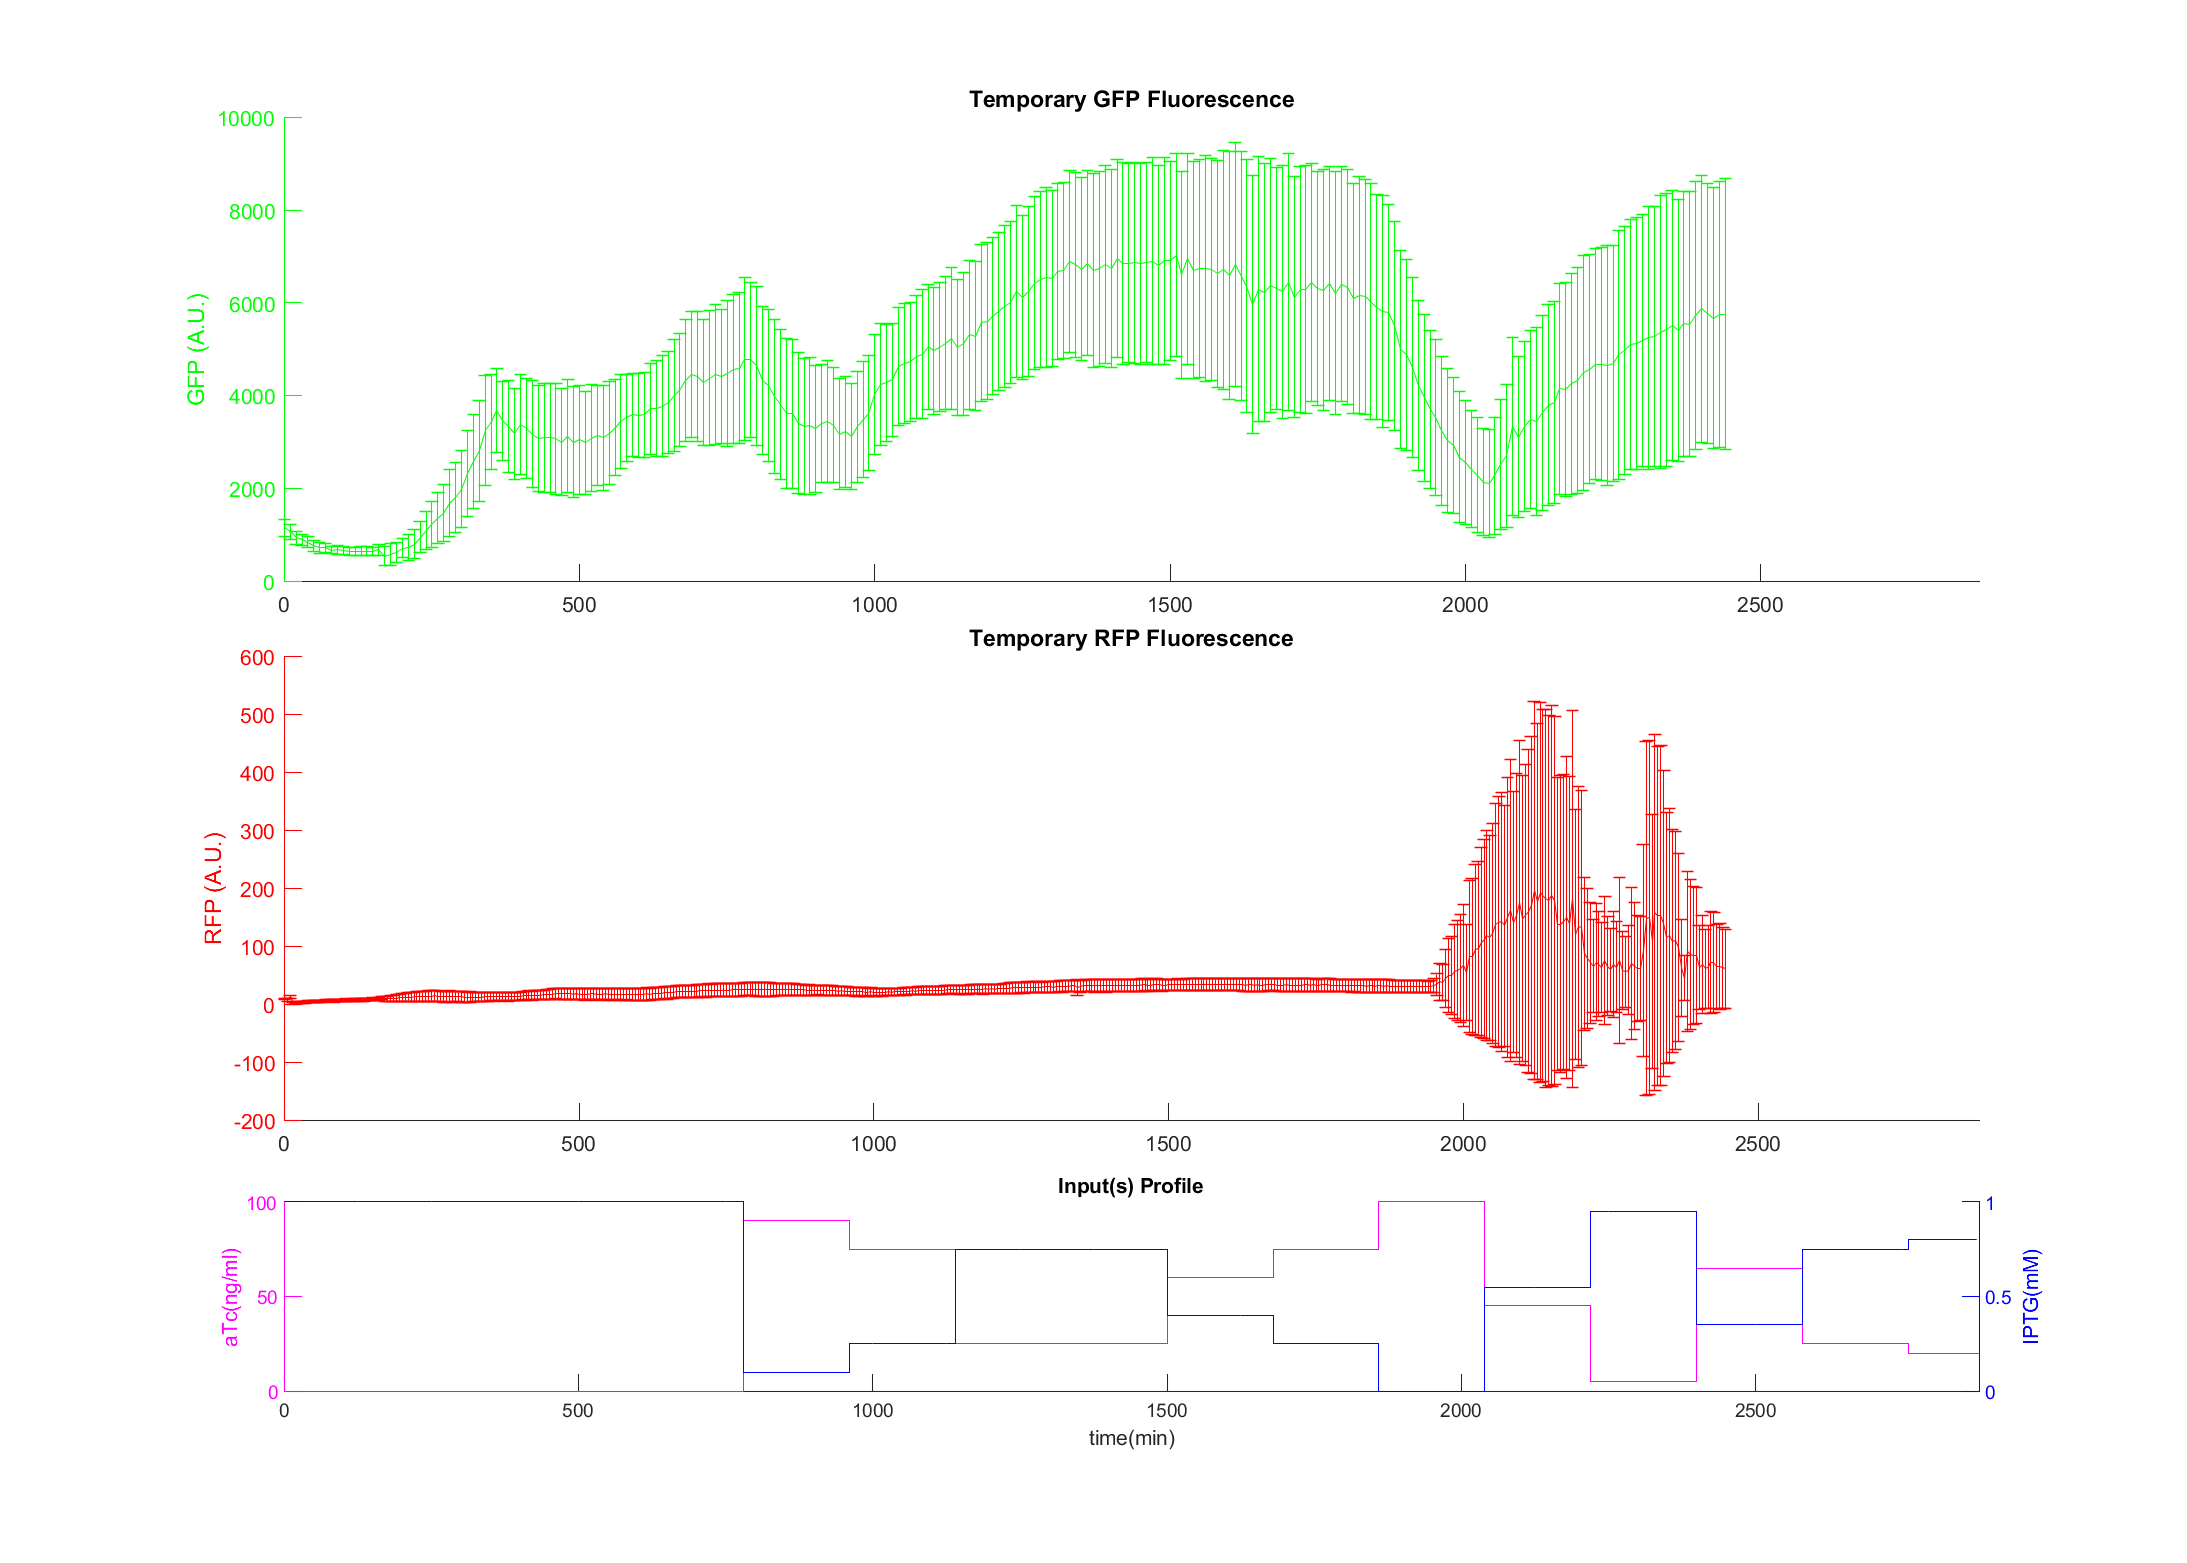 Temporary GFP Fluorescence
GFP (A.U.)
10000
8000
6000
4000
2000
0
0 500 1000 1500 2000 2500
Temporary RFP Fluorescence
RFP (A.U.)
600
500
400
300
200
100
0
-100
-200
0 500 1000 1500 2000 2500
Input(s) Profile
aTc(ng/ml)
100
50
0
1
0.5
0
IPTG(mM)
0 500 1000 1500 2000 2500
time(min)